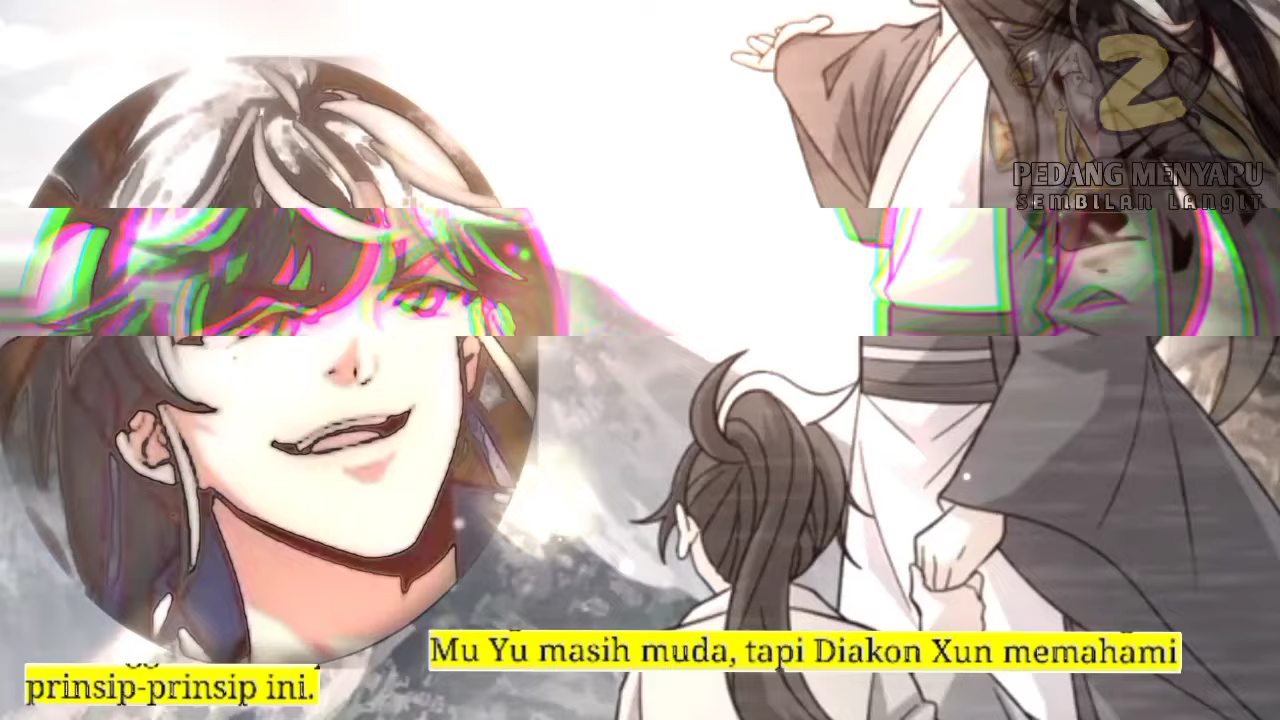 Z
PEDANG MENYAPU
SEMBILAN LANGIT
Mu Yu masih muda, tapi Diakon Xun memahami
prinsip-prinsip ini.